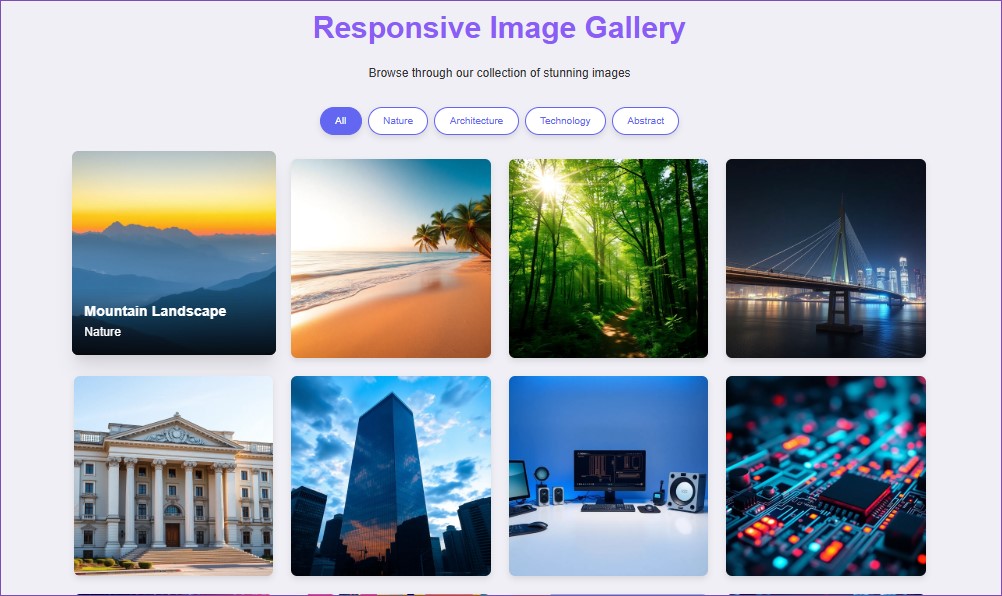 Responsive Image Gallery
Browse through our collection of stunning images
All
Nature
Architecture
Technology
Abstract
Mountain Landscape
Nature